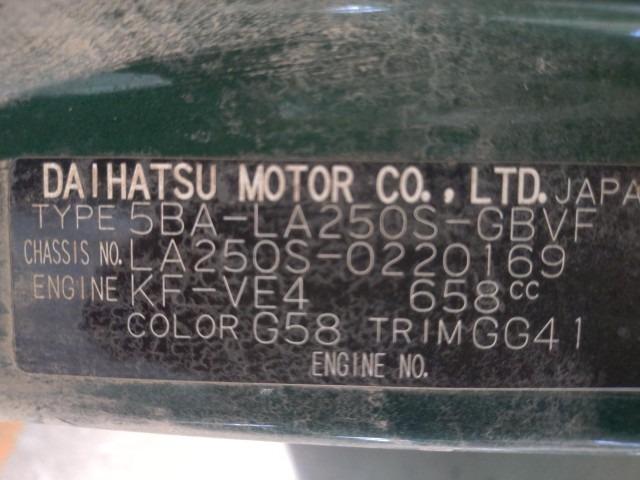 DAIHATSU MOTOR CO., LTD. JAPA
TYPE 5BA-LA250S-GBVF
CHASSIS NO. LA250S-0220169
ENGINE KF-VE4 658cc
COLOR G58 TRIM GG41
ENGINE NO.